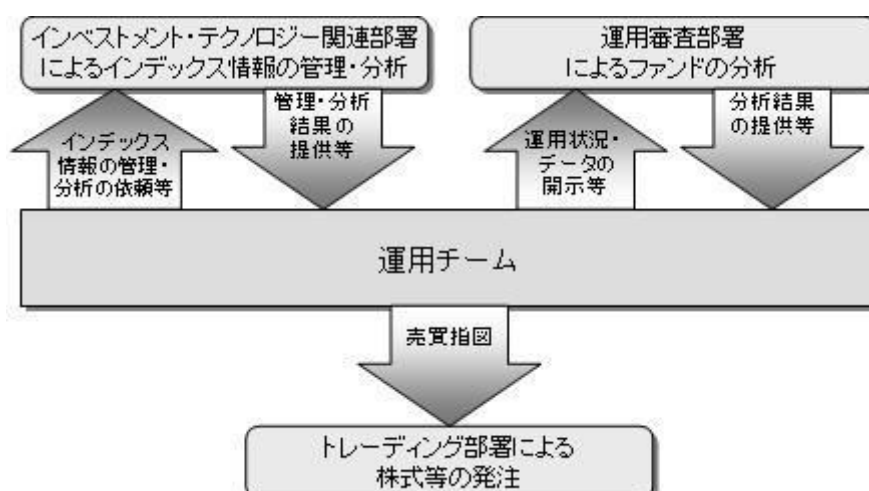 インベストメント・テクノロジー関連部署
によるインデックス情報の管理・分析
運用審査部署
によるファンドの分析
インデックス
情報の管理・
分析の依頼等
管理・分析
結果の
提供等
運用状況・
データの
開示等
分析結果
の提供等
運用チーム
売買指図
トレーディング部署による
株式等の発注